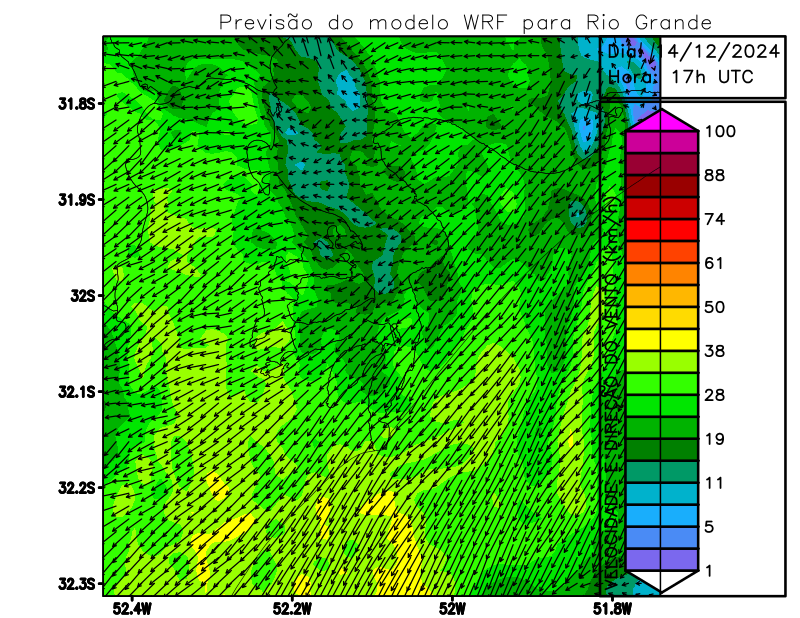 Previsão do modelo WRF para Rio Grande
Dia: 14/12/2024
Hora: 17h UTC
31.8S
31.9S
32S
32.1S
32.2S
32.3S
52.4W
52.2W
52W
51.8W
VELOCIDADE E DIREÇÃO DO VENTO (km/h)
100
88
74
61
50
38
28
19
11
5
1